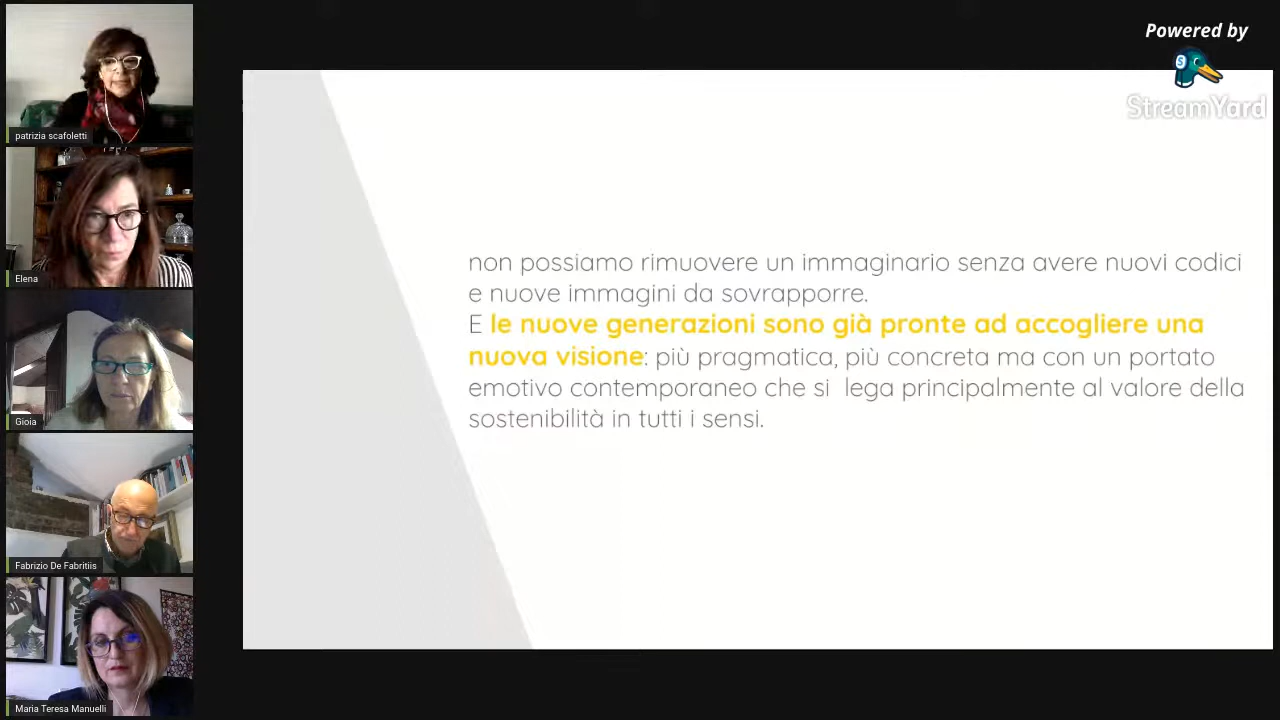 patrizia scafoletti
Elena
Gioia
Fabrizio De Fabritiis
Maria Teresa Manuelli
non possiamo rimuovere un immaginario senza avere nuovi codici
e nuove immagini da sovrapporre.
E le nuove generazioni sono già pronte ad accogliere una
nuova visione: più pragmatica, più concreta ma con un portato
emotivo contemporaneo che si lega principalmente al valore della
sostenibilità in tutti i sensi.
Powered by
S
StreamYard